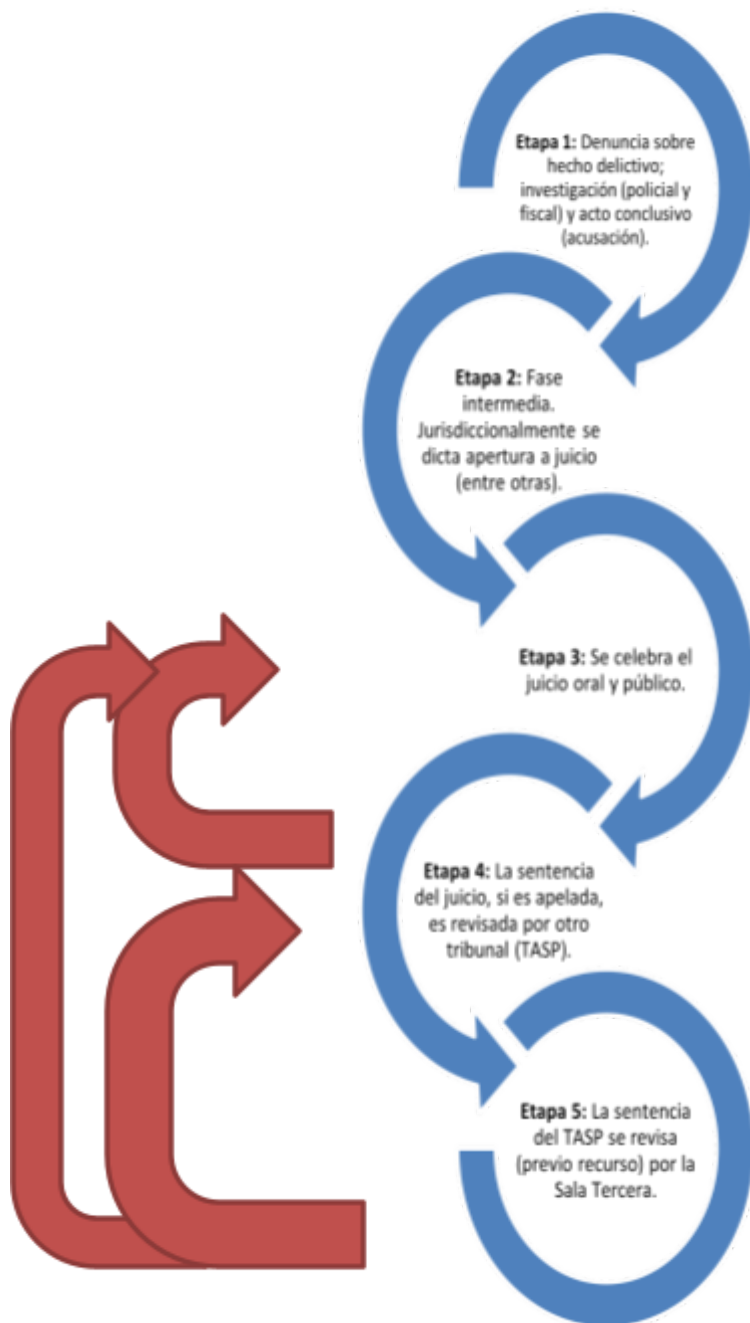 Etapa 1: Denuncia sobre
hecho delictivo;
investigación (policial y
fiscal) y acto conclusivo
(acusación).
Etapa 2: Fase
intermedia.
Jurisdiccionalmente se
dicta apertura a juicio
(entre otras).
Etapa 3: Se celebra el
juicio oral y público.
Etapa 4: La sentencia
del juicio, si es apelada,
es revisada por otro
tribunal (TASP).
Etapa 5: La sentencia
del TASP se revisa
(previo recurso) por la
Sala Tercera.